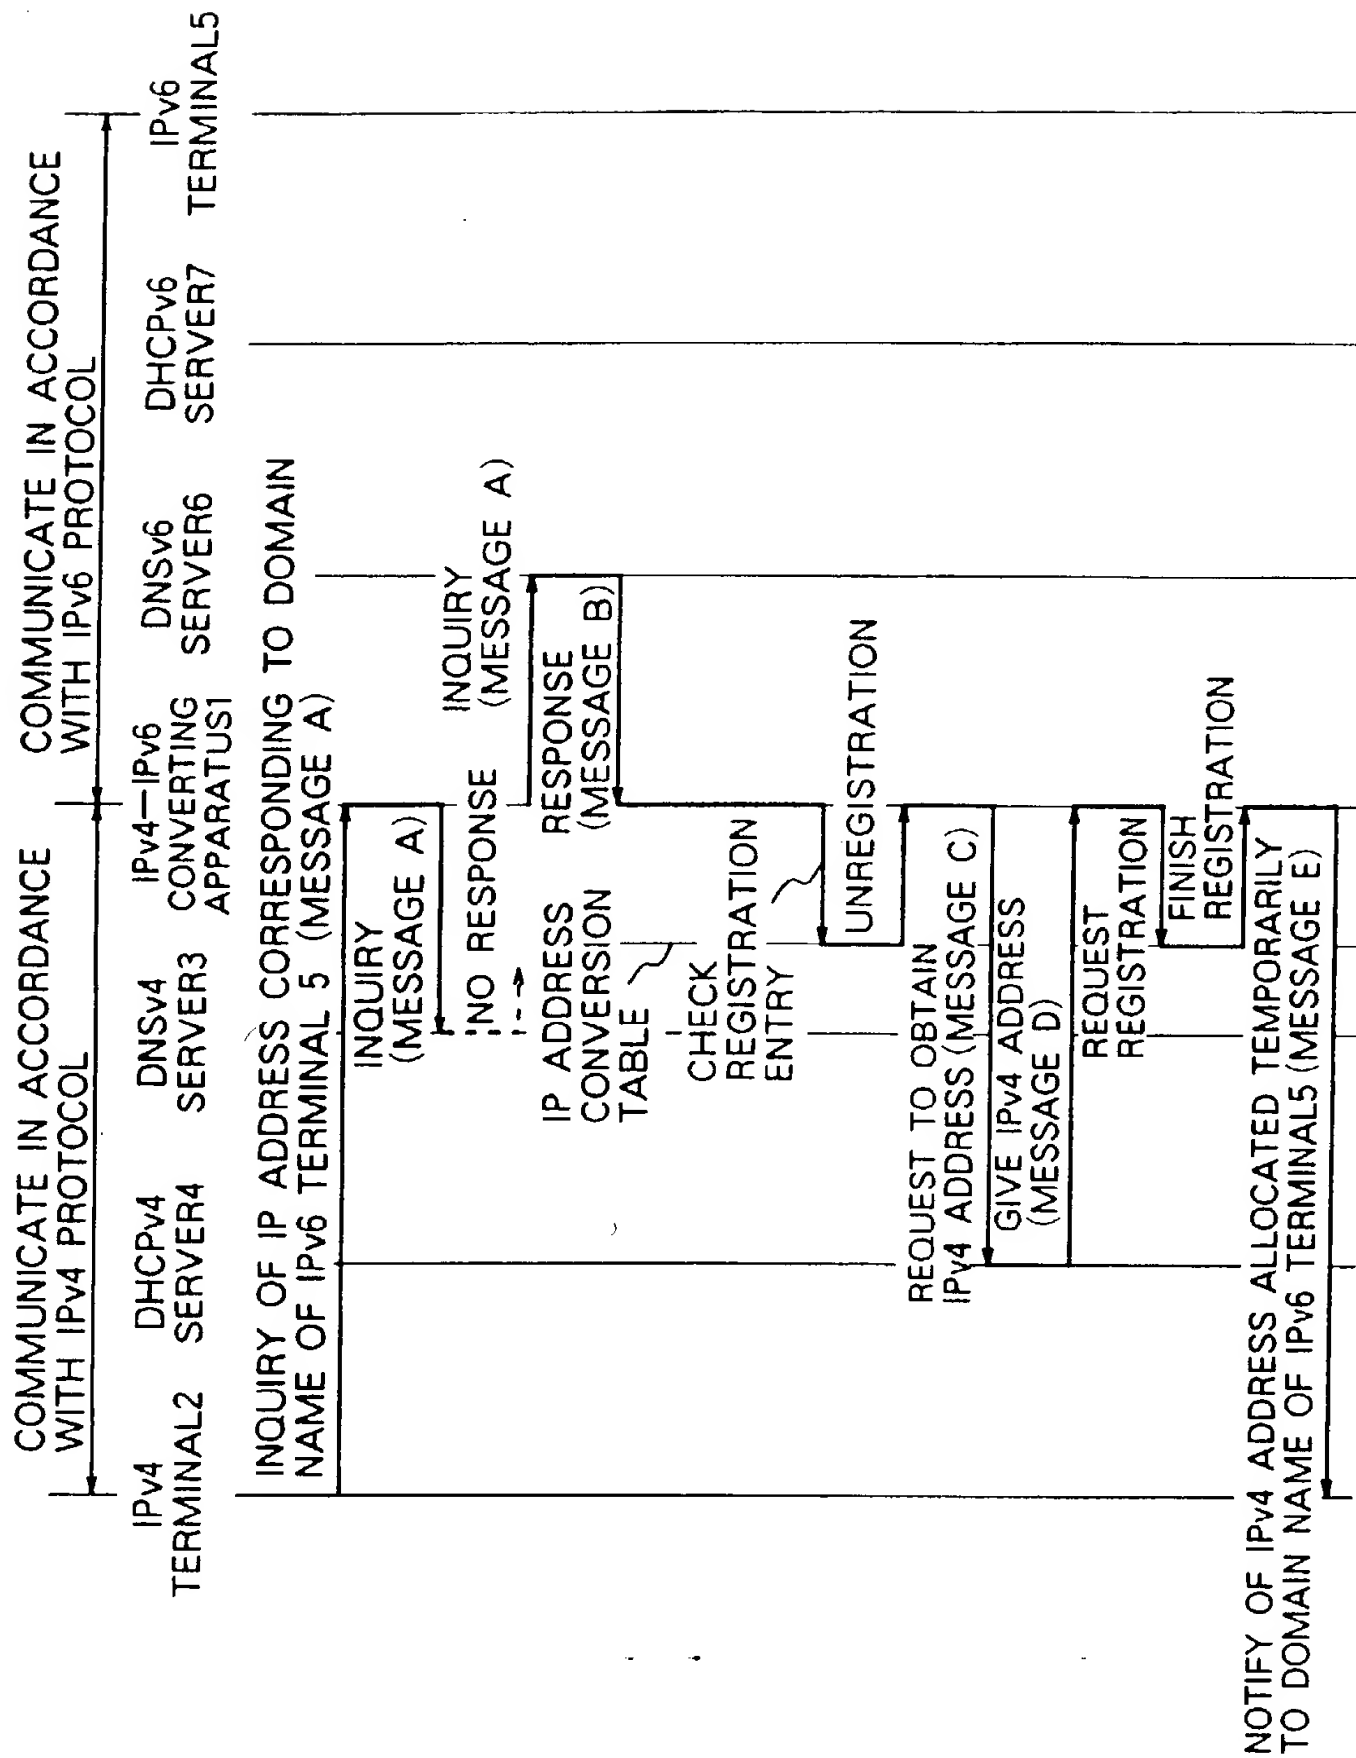 COMMUNICATE IN ACCORDANCE
WITH IPv4 PROTOCOL
COMMUNICATE IN ACCORDANCE
WITH IPv6 PROTOCOL
IPv4
TERMINAL2
DHCPv4
SERVER4
DNSv4
SERVER3
IPv4–IPv6
CONVERTING
APPARATUS1
DNSv6
SERVER6
DHCPv6
SERVER7
IPv6
TERMINAL5
INQUIRY OF IP ADDRESS CORRESPONDING TO DOMAIN
NAME OF IPv6 TERMINAL 5 (MESSAGE A)
INQUIRY
(MESSAGE A)
NO RESPONSE
INQUIRY
(MESSAGE A)
RESPONSE
(MESSAGE B)
IP ADDRESS
CONVERSION
TABLE
CHECK
REGISTRATION
ENTRY
UNREGISTRATION
REQUEST TO OBTAIN
IPv4 ADDRESS (MESSAGE C)
GIVE IPv4 ADDRESS
(MESSAGE D)
REQUEST
REGISTRATION
FINISH
REGISTRATION
NOTIFY OF IPv4 ADDRESS ALLOCATED TEMPORARILY
TO DOMAIN NAME OF IPv6 TERMINAL5 (MESSAGE E)